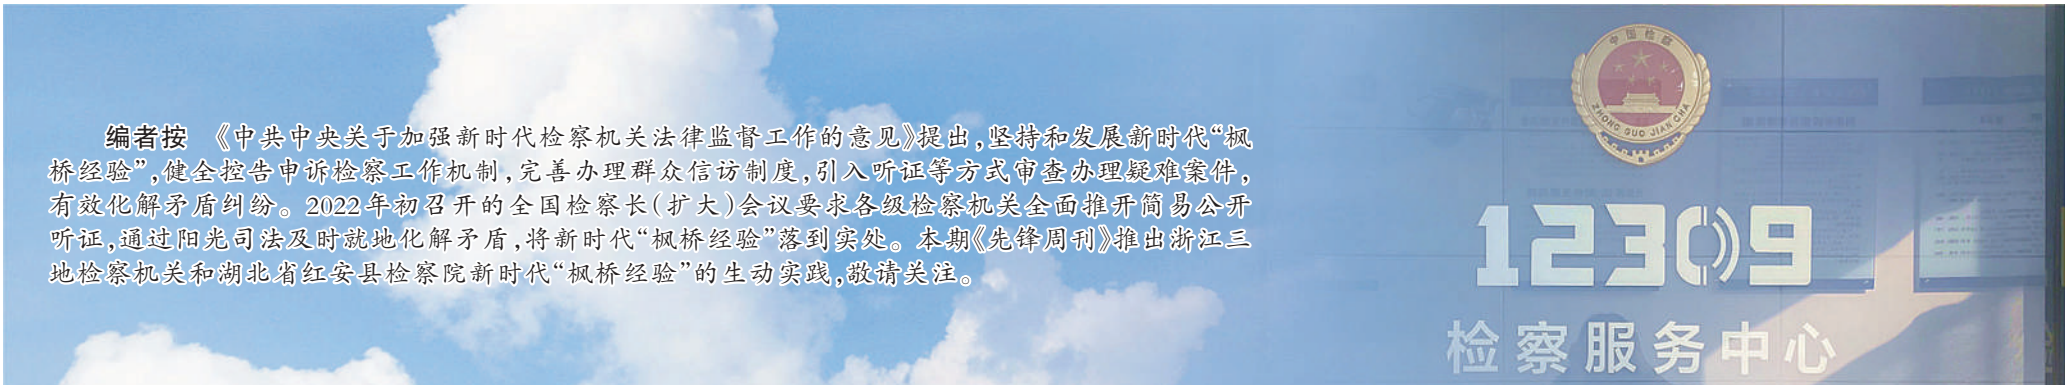 编者按 《中共中央关于加强新时代检察机关法律监督工作的意见》提出,坚持和发展新时代“枫
桥经验”,健全控告申诉检察工作机制,完善办理群众信访制度,引入听证等方式审查办理疑难案件,
有效化解矛盾纠纷。2022年初召开的全国检察长(扩大)会议要求各级检察机关全面推开简易公开
听证,通过阳光司法及时就地化解矛盾,将新时代“枫桥经验”落到实处。本期《先锋周刊》推出浙江三
地检察机关和湖北省红安县检察院新时代“枫桥经验”的生动实践,敬请关注。
中国检察
ZHONG GUO JIAN CHA
12309
检察服务中心